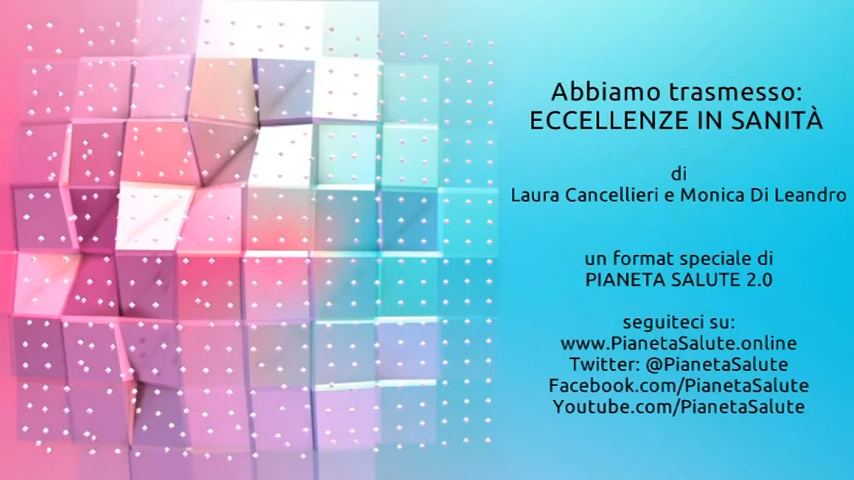 Abbiamo trasmesso:
ECCELLENZE IN SANITÀ
di
Laura Cancellieri e Monica Di Leandro
un format speciale di
PIANETA SALUTE 2.0
seguiteci su:
www.PianetaSalute.online
Twitter: @PianetaSalute
Facebook.com/PianetaSalute
Youtube.com/PianetaSalute